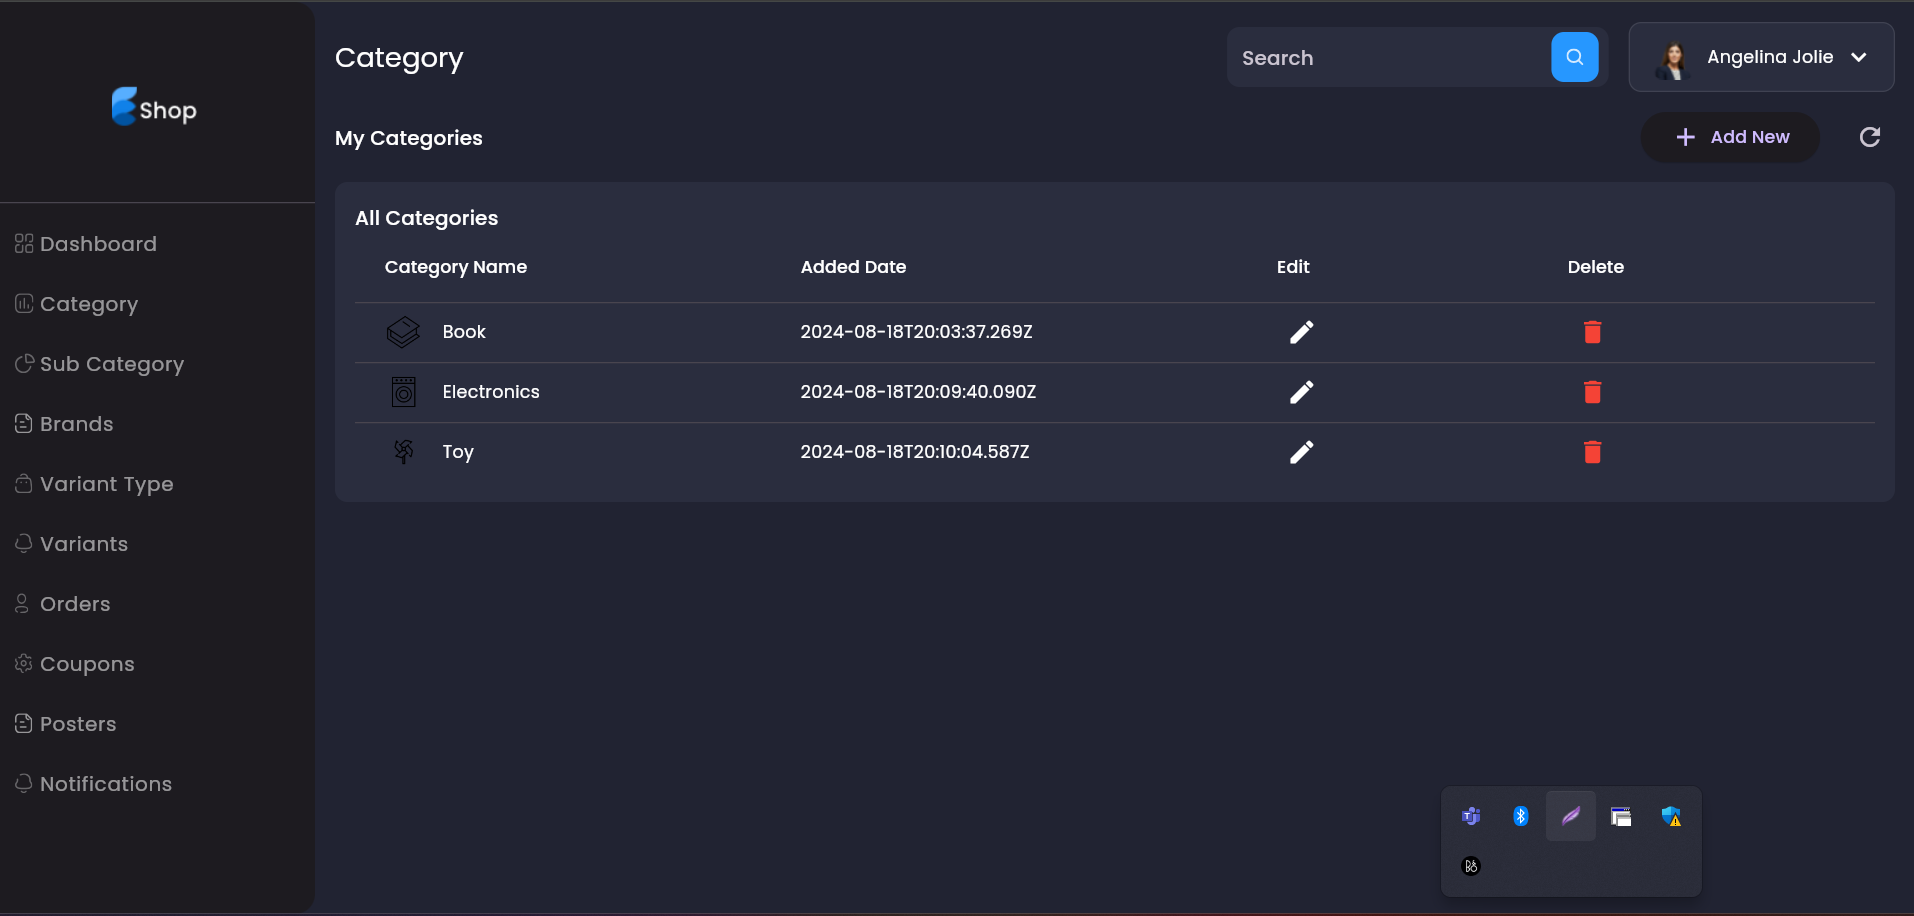 Shop
Dashboard
Category
Sub Category
Brands
Variant Type
Variants
Orders
Coupons
Posters
Notifications
Category
Search
Angelina Jolie
My Categories
Add New
All Categories
Category Name Added Date Edit Delete
Book 2024-08-18T20:03:37.269Z
Electronics 2024-08-18T20:09:40.090Z
Toy 2024-08-18T20:10:04.587Z